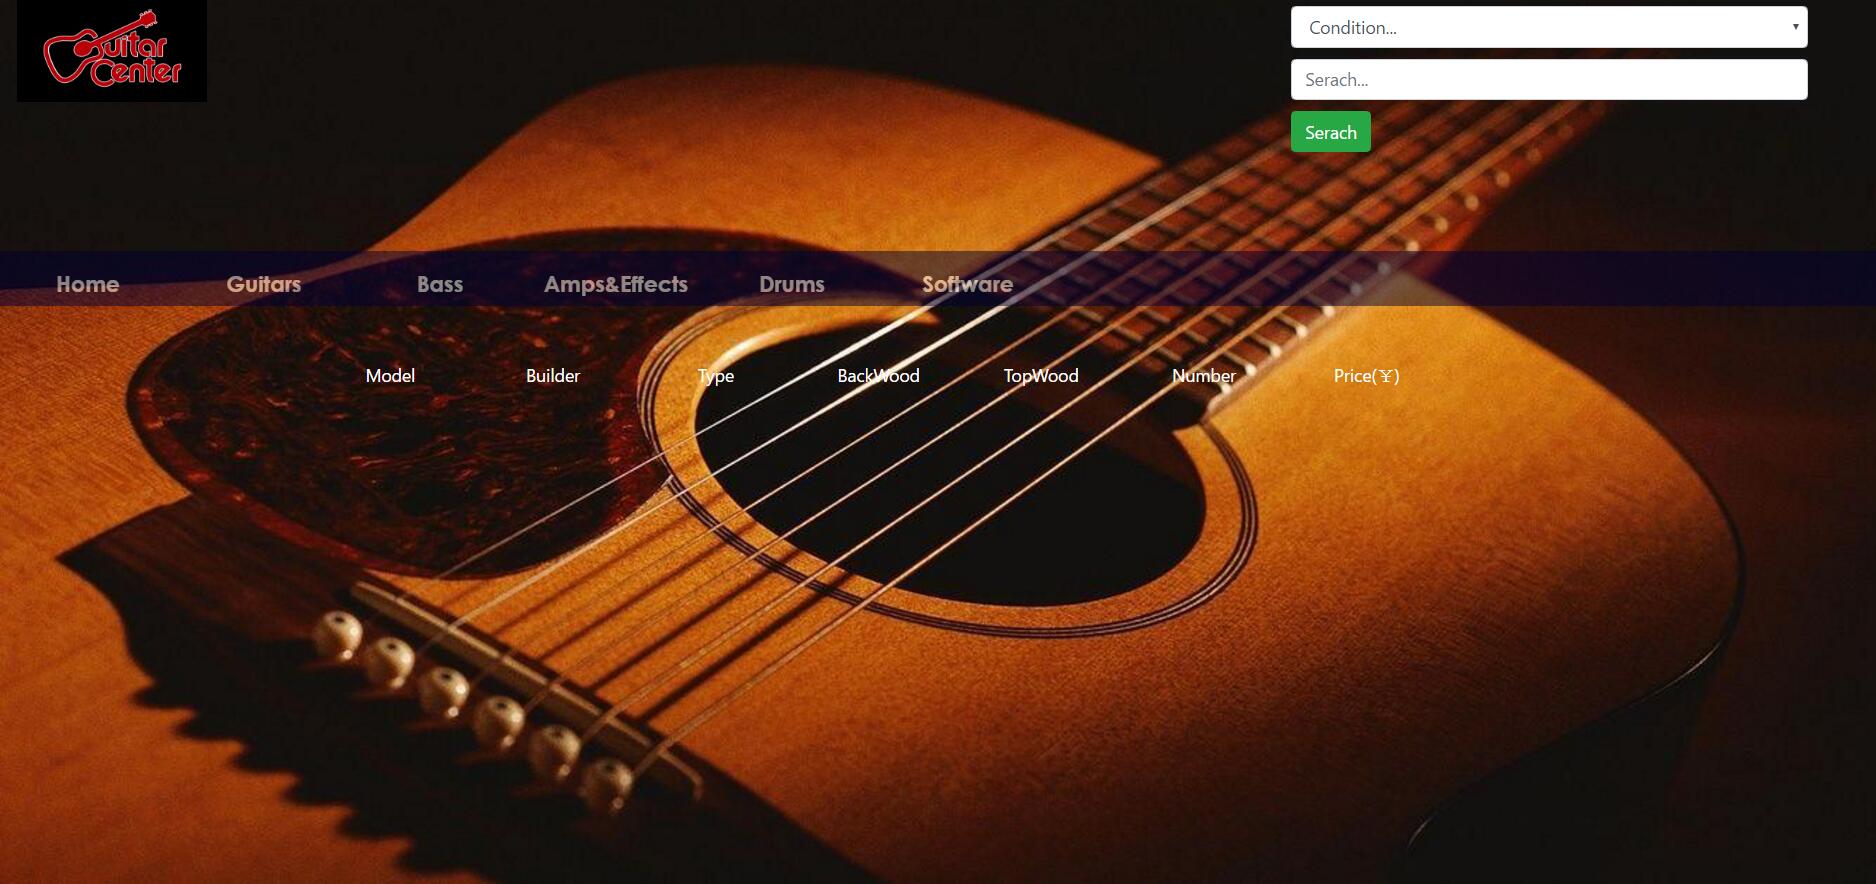 Guitar
Center
Condition...
Serach...
Serach
Home Guitars Bass Amps&Effects Drums Software
Model Builder Type BackWood TopWood Number Price(¥)